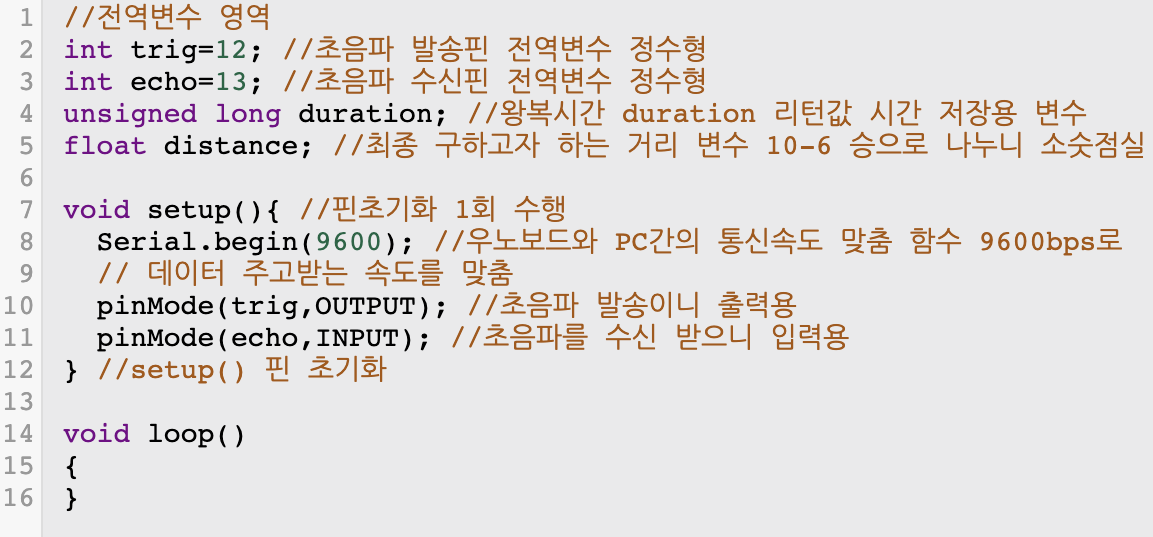 1 //전역변수 영역
2 int trig=12; //초음파 발송핀 전역변수 정수형
3 int echo=13; //초음파 수신핀 전역변수 정수형
4 unsigned long duration; //왕복시간 duration 리턴값 시간 저장용 변수
5 float distance; //최종 구하고자 하는 거리 변수 10-6 승으로 나누니 소숫점실
6
7 void setup(){ //핀초기화 1회 수행
8   Serial.begin(9600); //우노보드와 PC간의 통신속도 맞춤 함수 9600bps로
9   // 데이터 주고받는 속도를 맞춤
10   pinMode(trig,OUTPUT); //초음파 발송이니 출력용
11   pinMode(echo,INPUT); //초음파를 수신 받으니 입력용
12 } //setup() 핀 초기화
13
14 void loop()
15 {
16 }